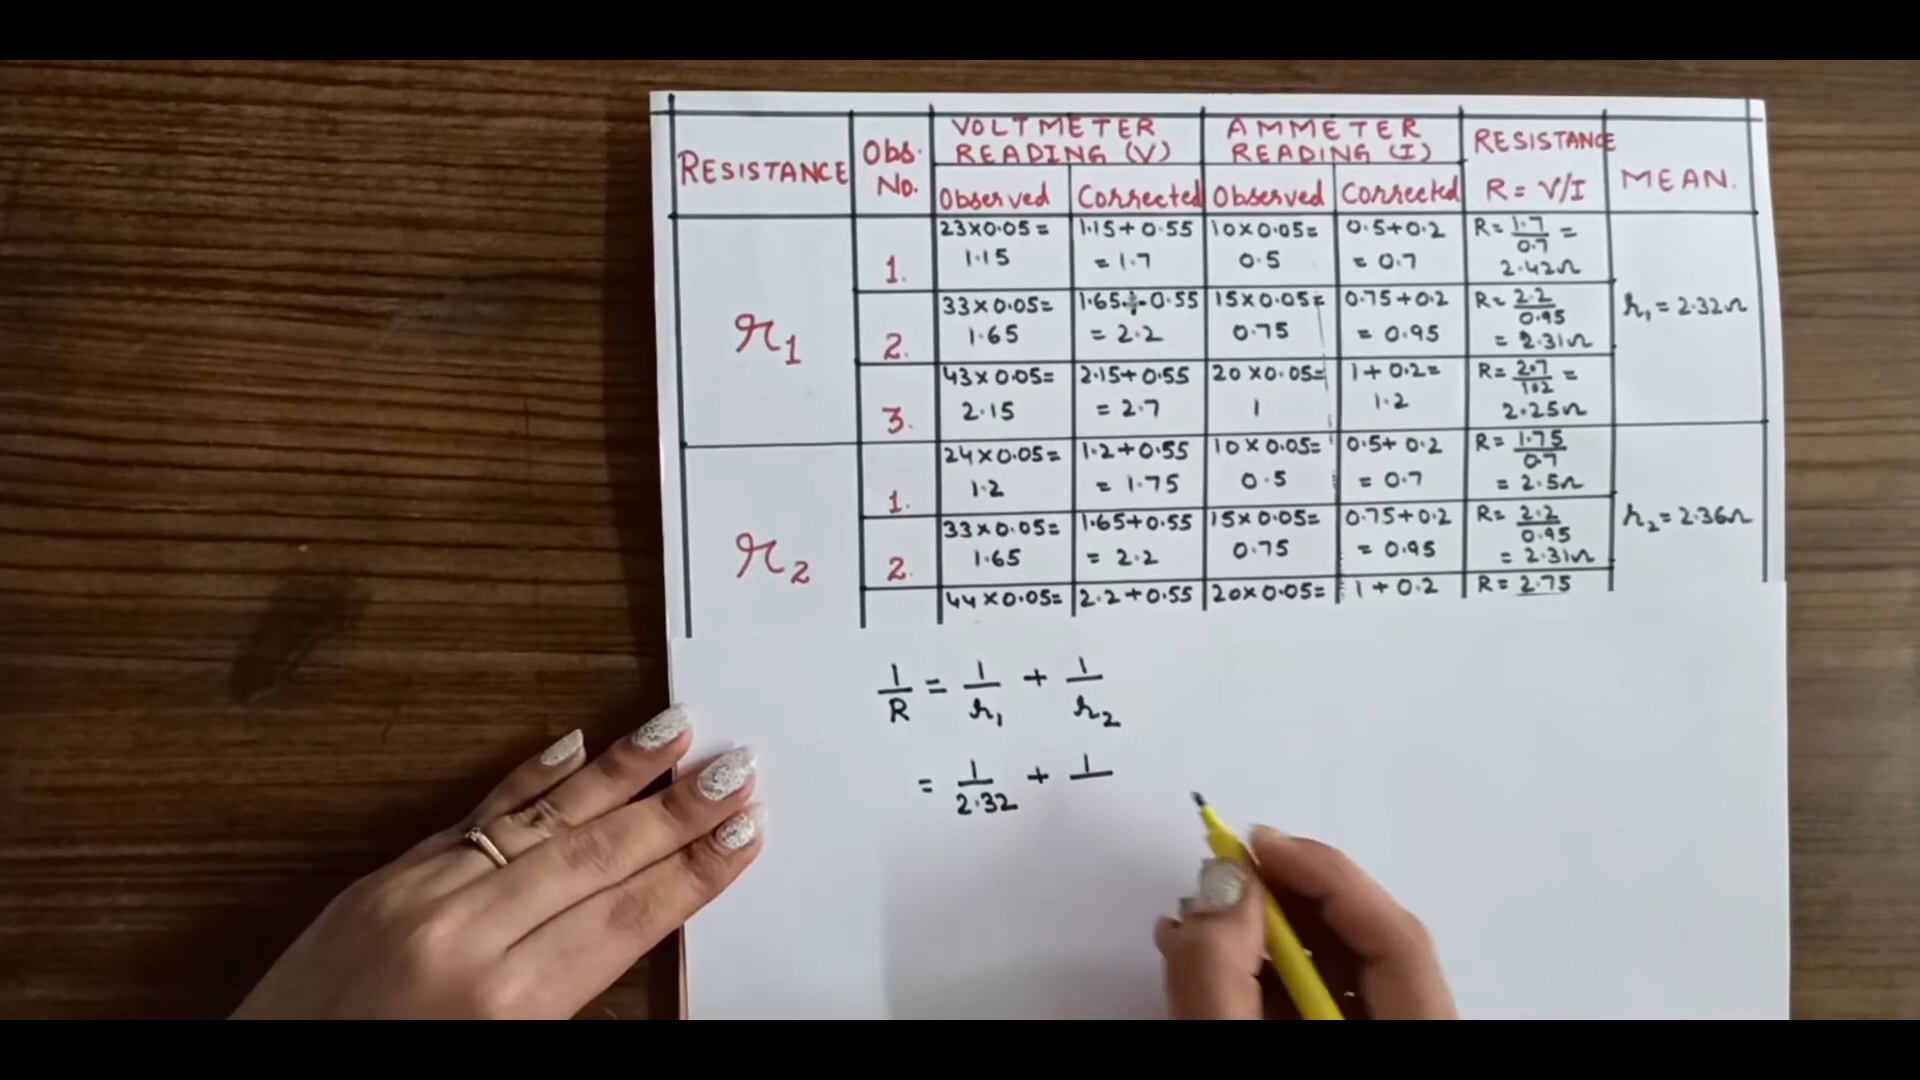 RESISTANCE Obs. No. VOLTMETER READING (V) AMMETER READING (I) RESISTANCE R = V/I MEAN.
Observed Corrected Observed Corrected
r1
1. 23×0.05= 1.15+0.55 10×0.05= 0.5+0.2 R= 1.7/0.7 =
1.15 = 1.7 0.5 = 0.7 2.42Ω
2. 33×0.05= 1.65+0.55 15×0.05= 0.75+0.2 R= 2.2/0.95
1.65 = 2.2 0.75 = 0.95 = 2.31Ω
r1 = 2.32Ω
3. 43×0.05= 2.15+0.55 20×0.05= 1+0.2= R= 2.7/1.2 =
2.15 = 2.7 1 1.2 2.25Ω
r2
1. 24×0.05= 1.2+0.55 10×0.05= 0.5+0.2 R= 1.75/0.7
1.2 = 1.75 0.5 = 0.7 = 2.5Ω
2. 33×0.05= 1.65+0.55 15×0.05= 0.75+0.2 R= 2.2/0.95
1.65 = 2.2 0.75 = 0.95 = 2.31Ω
r2 = 2.36Ω
44×0.05= 2.2+0.55 20×0.05= 1+0.2 R= 2.75
1/R = 1/r1 + 1/r2
= 1/2.32 + 1